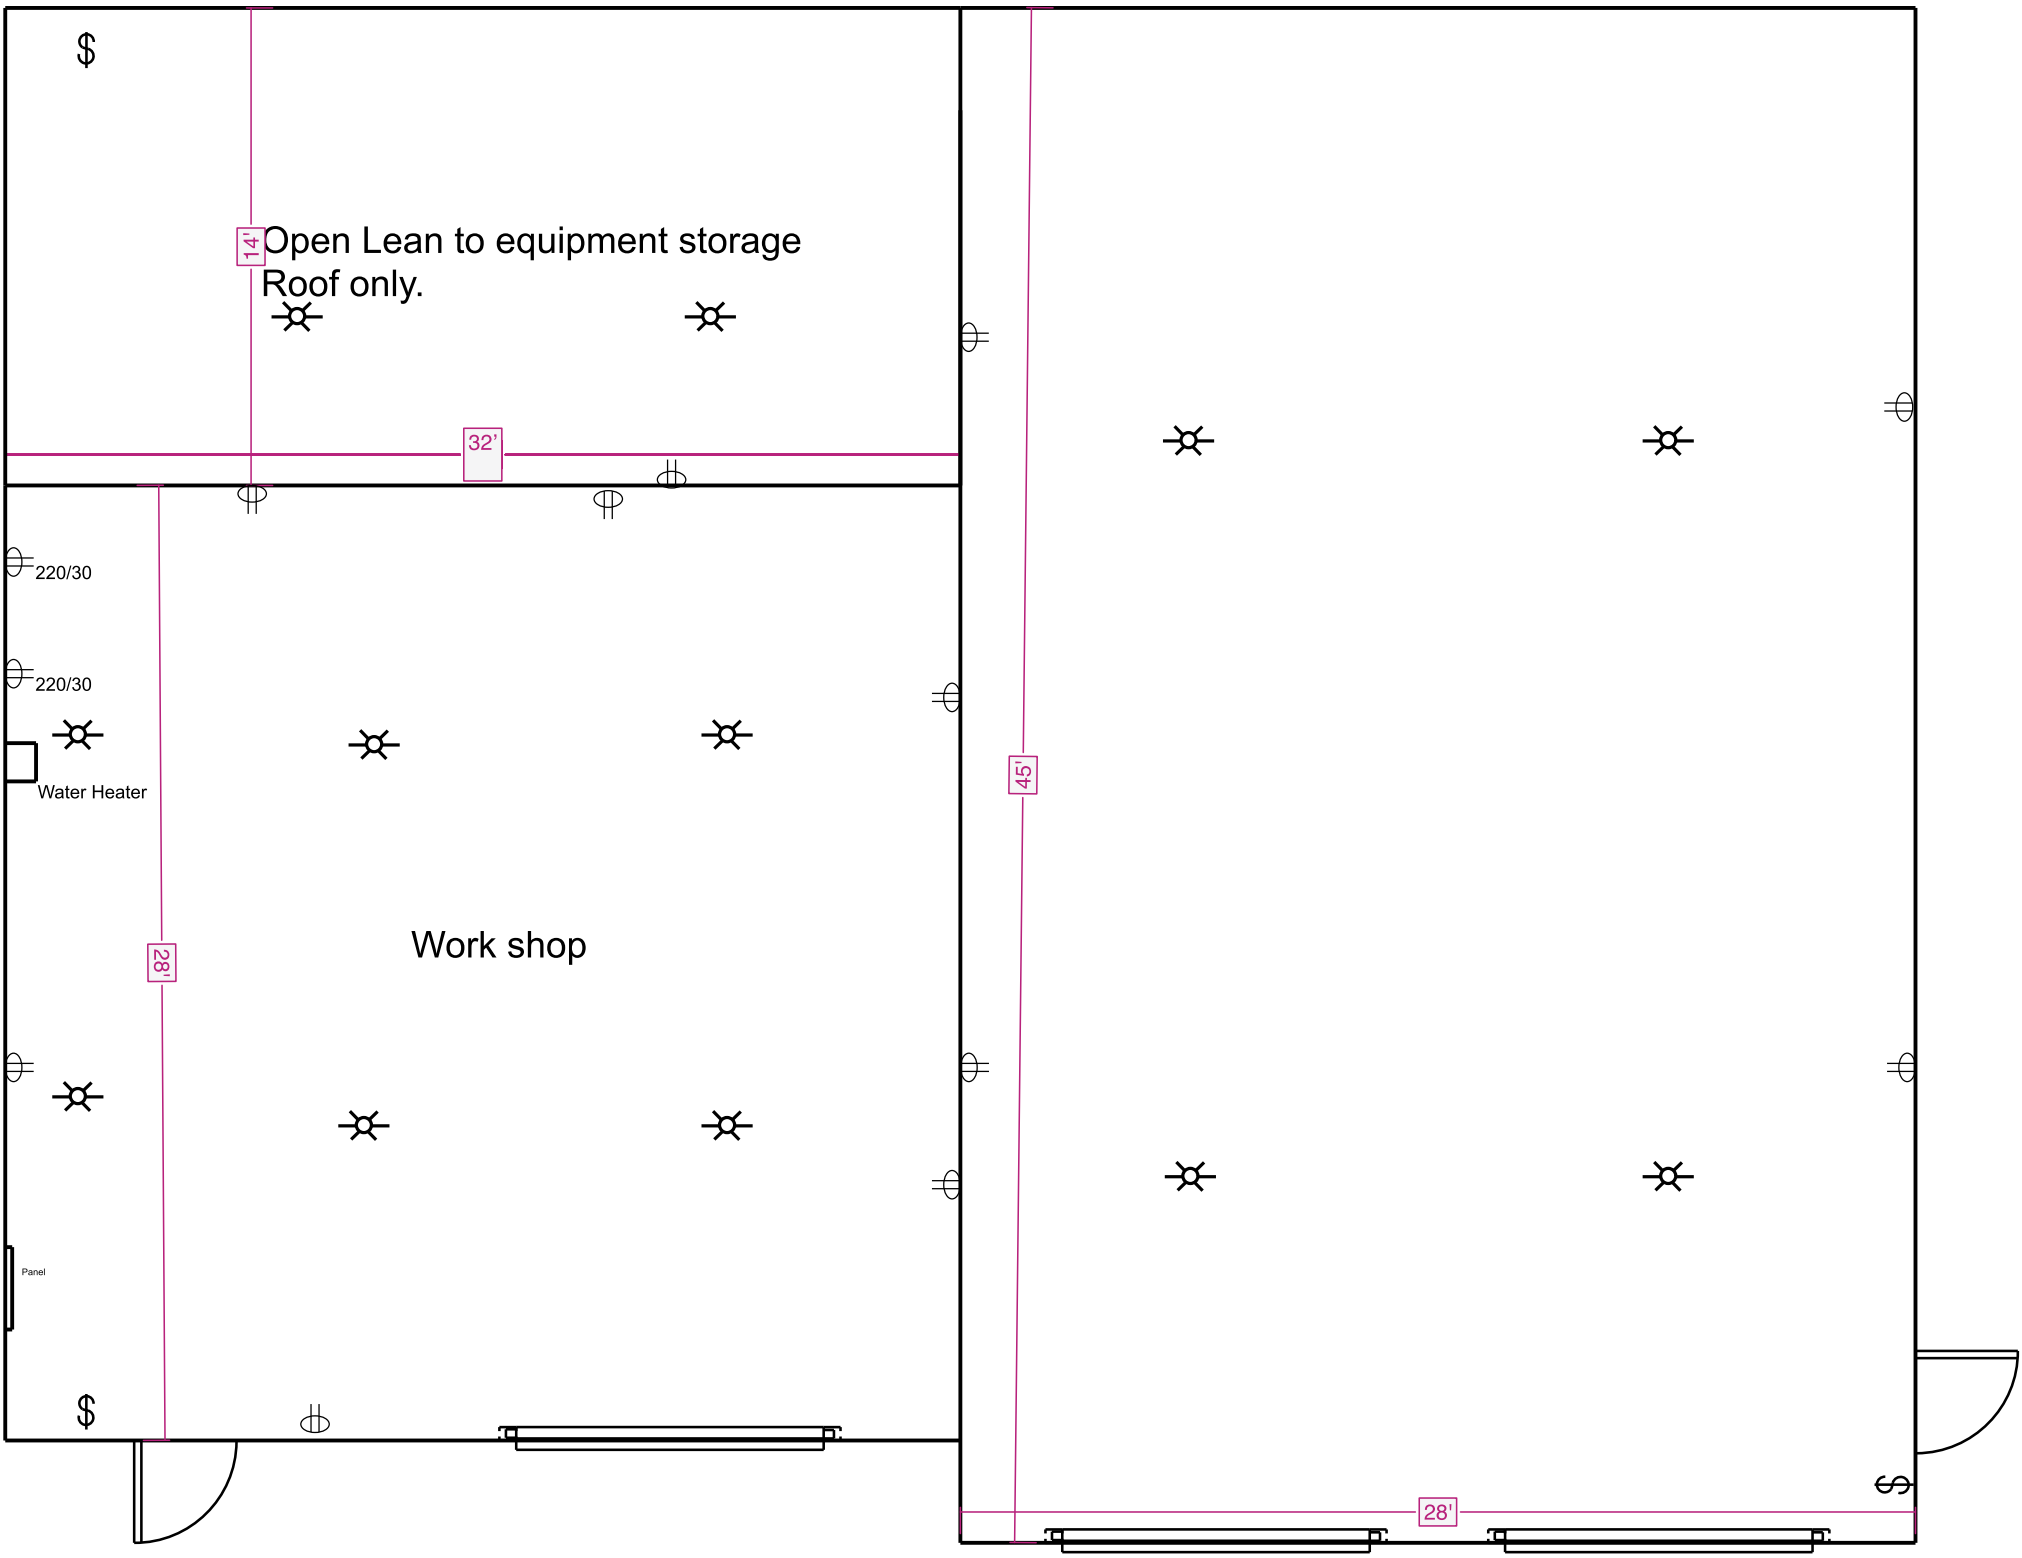 $
14'
Open Lean to equipment storage
Roof only.
32'
220/30
220/30
Water Heater
45'
Work shop
28'
Panel
$
$
28'